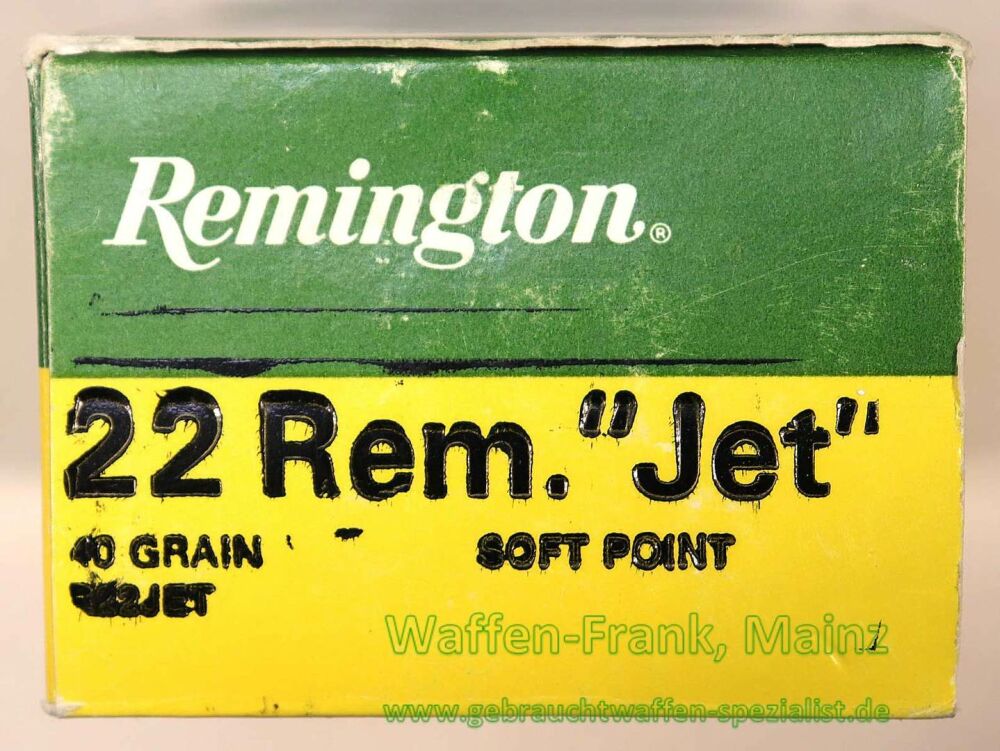 Remington®
22 Rem. "Jet"
40 GRAIN SOFT POINT
R22JET
Waffen-Frank, Mainz
www.gebrauchtwaffen-spezialist.de